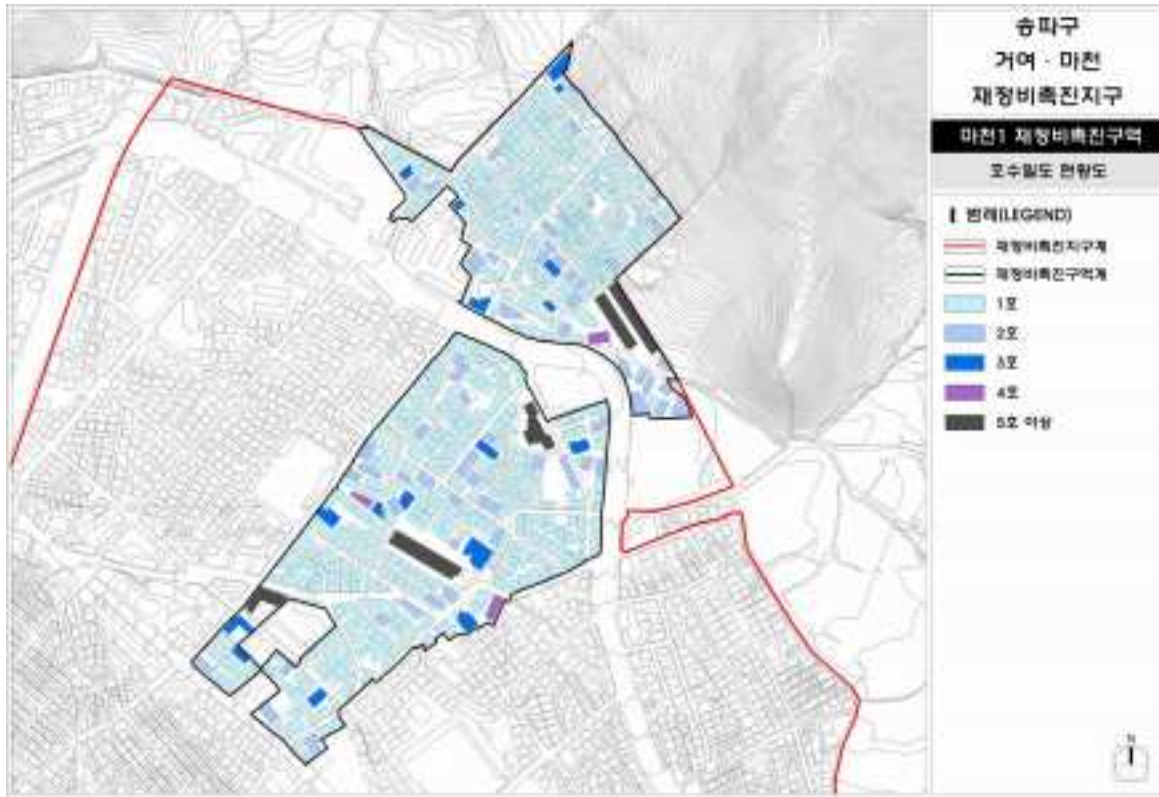 송파구
거여 · 마천
재정비촉진지구
마천1 재정비촉진구역
호수밀도 현황도
범례(LEGEND)
재정비촉진지구계
재정비촉진구역계
1호
2호
3호
4호
5호 이상
N